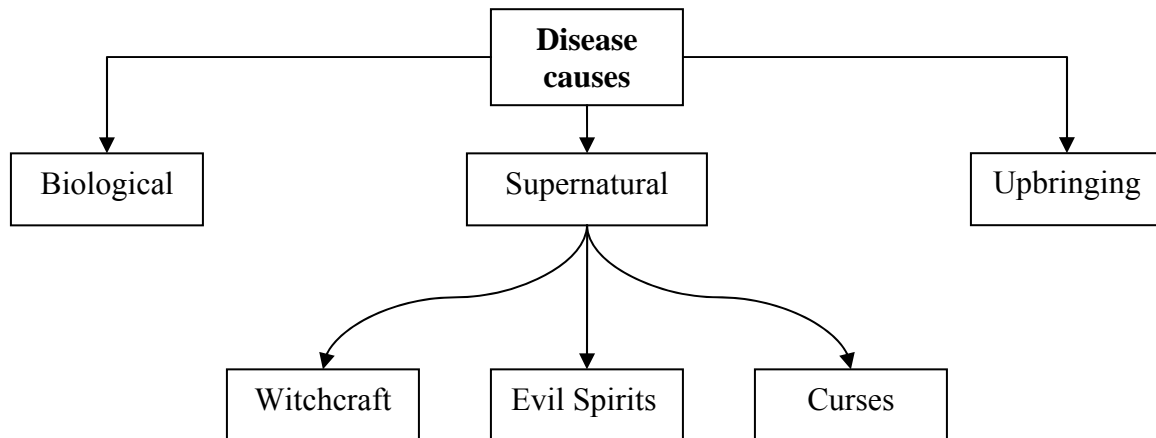 Disease
causes
Biological
Supernatural
Upbringing
Witchcraft
Evil Spirits
Curses